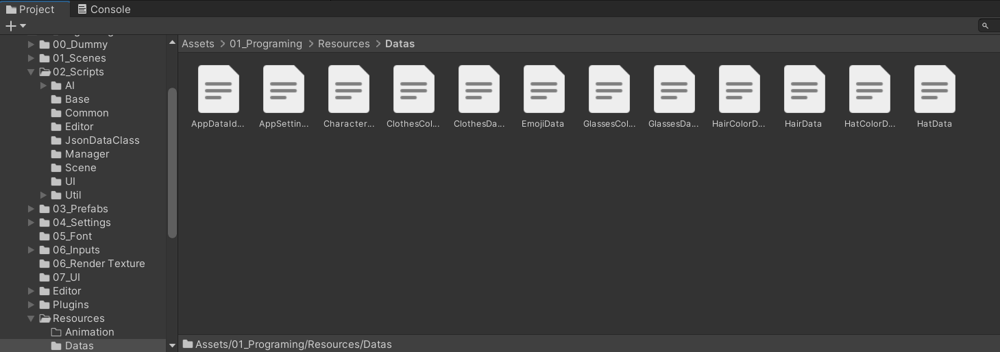 Project
Console
00_Dummy
01_Scenes
02_Scripts
AI
Base
Common
Editor
JsonDataClass
Manager
Scene
UI
Util
03_Prefabs
04_Settings
05_Font
06_Inputs
06_Render Texture
07_UI
Editor
Plugins
Resources
Animation
Datas
Assets > 01_Programing > Resources > Datas
AppDataId...
AppSettin...
Character...
ClothesCol...
ClothesDa...
EmojiData
GlassesCol...
GlassesDa...
HairColorD...
HairData
HatColorD...
HatData
Assets/01_Programing/Resources/Datas